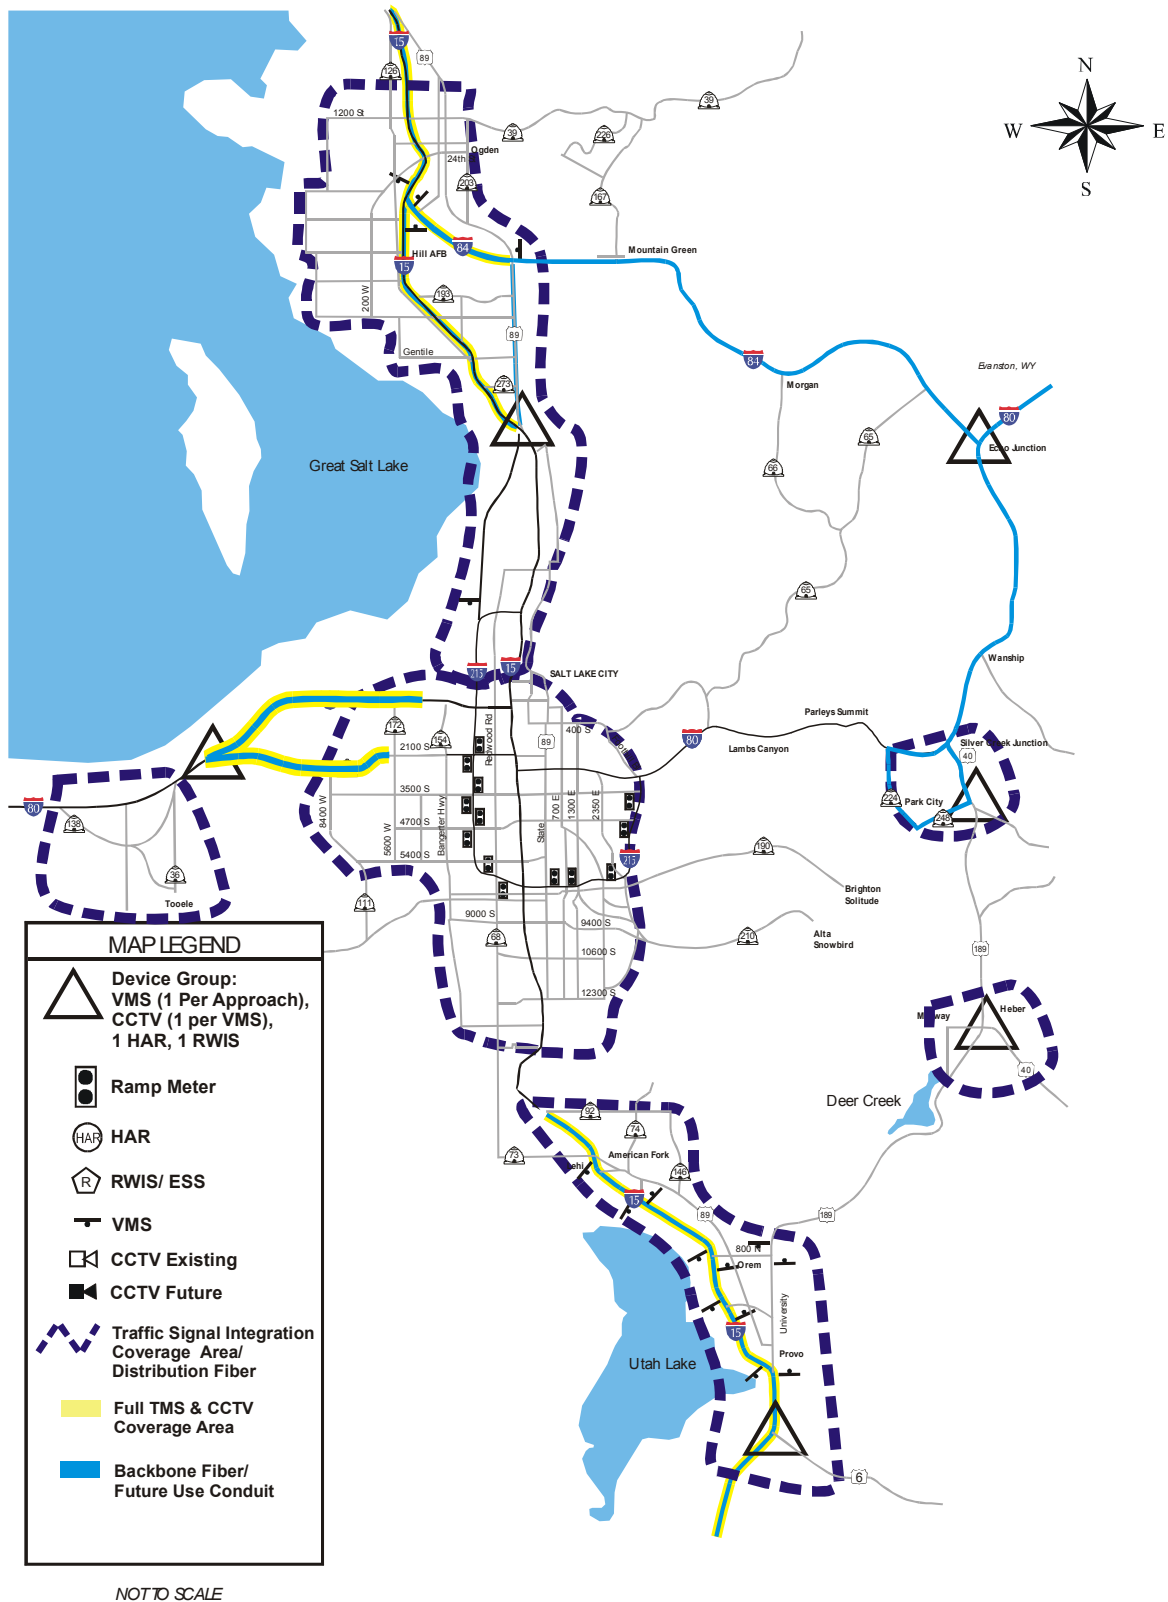 15
89
126
39
N
W
E
S
1200 St
39
226
Ogden
24th
203
167
84
Mountain Green
Hill AFB
15
193
200 W
89
Gentile
84
Morgan
Evanston, WY
80
273
65
Echo Junction
66
Great Salt Lake
65
Wanship
215
15
SALT LAKE CITY
172
154
Redwood Rd
89
400 S
2100 S
80
Parleys Summit
Lambs Canyon
Silver Creek Junction
40
3500 S
8400 W
5600 W
Bangerter Hwy
4700 S
State
700 E
1300 E
2350 E
224
Park City
248
80
138
5400 S
215
190
36
111
Tooele
Brighton
Solitude
9000 S
9400 S
68
210
Alta
Snowbird
10600 S
189
12300 S
Heber
40
Deer Creek
92
74
73
American Fork
146
15
89
189
800 N
Orem
University
15
Provo
Utah Lake
6
MAP LEGEND
Device Group:
VMS (1 Per Approach),
CCTV (1 per VMS),
1 HAR, 1 RWIS
Ramp Meter
HAR HAR
R RWIS/ ESS
VMS
CCTV Existing
CCTV Future
Traffic Signal Integration
Coverage Area/
Distribution Fiber
Full TMS & CCTV
Coverage Area
Backbone Fiber/
Future Use Conduit
NOT TO SCALE